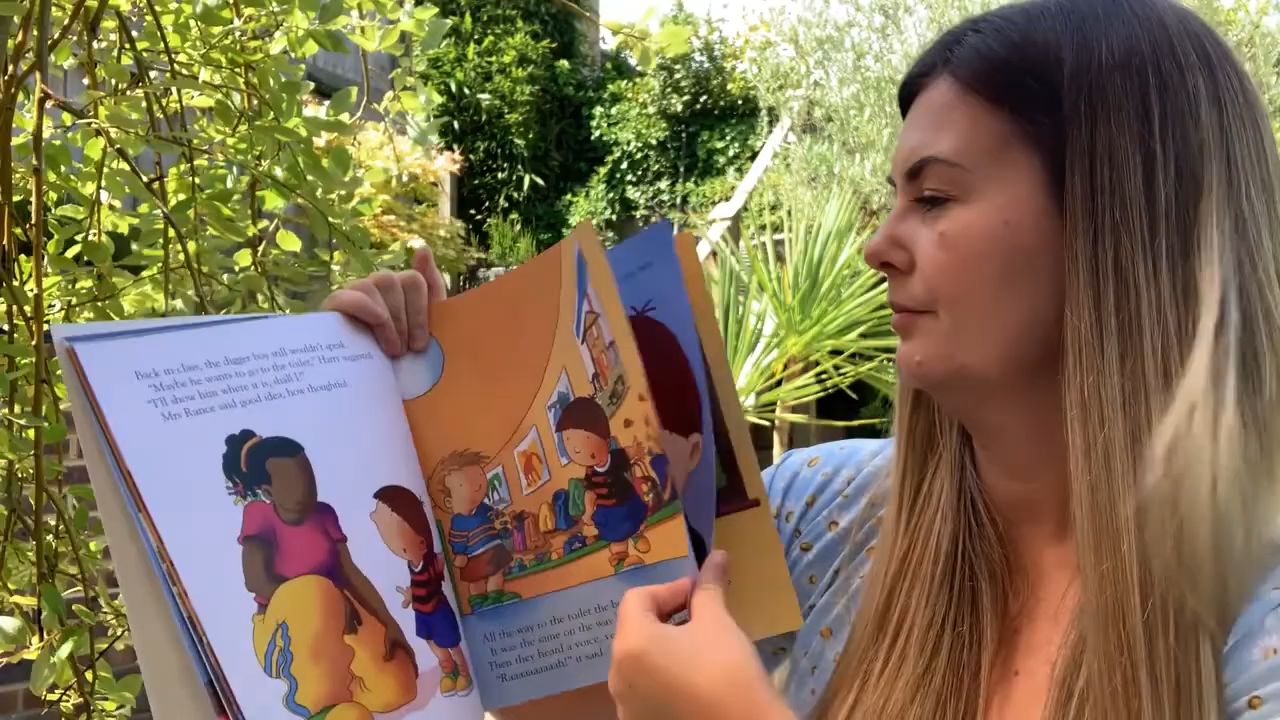 Back in class, the digger boy still wouldn't speak.
"Maybe he wants to go to the toilet," Harry suggested.
"I'll show him where it is, shall I?"
Mrs Rance said good idea, how thoughtful.
All the way to the toilet the
It was the same on the way
Then they heard a voice,
"Raaaaaaaaah!" it said.